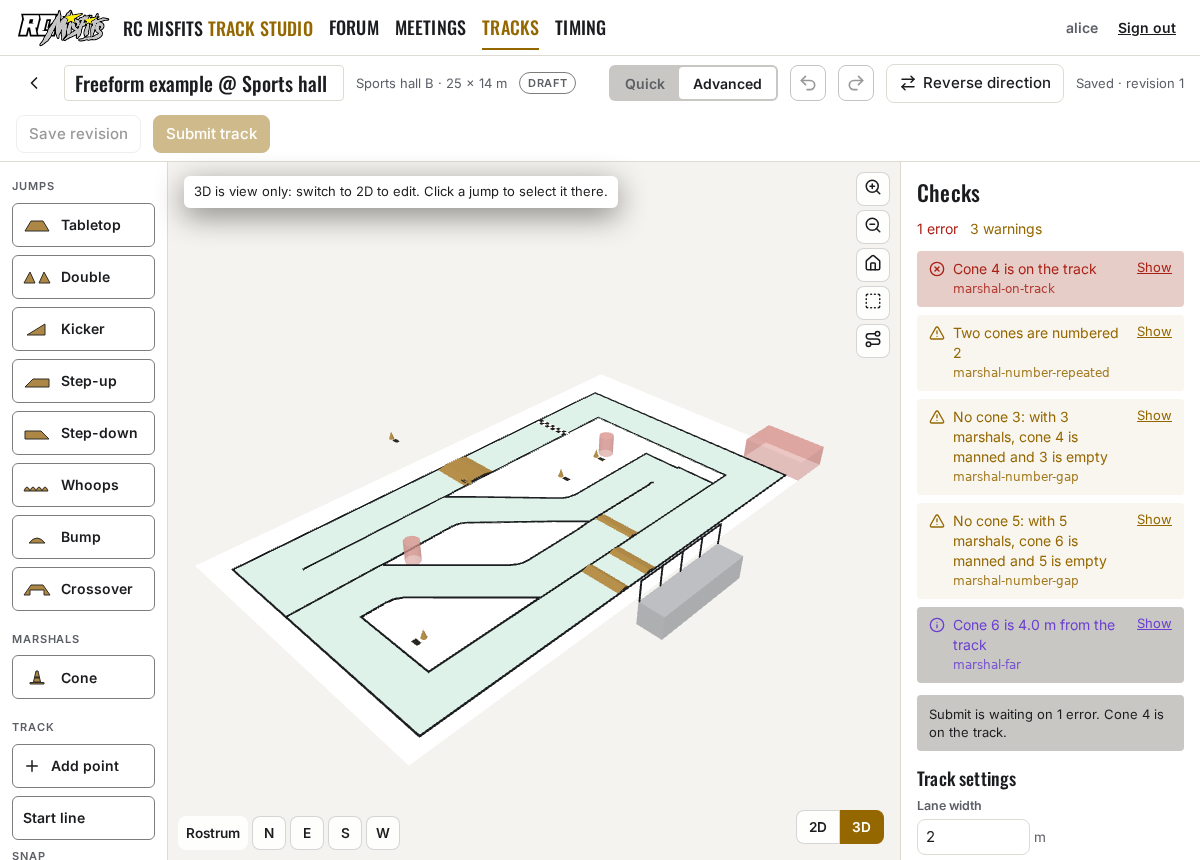 RC Misfits
RC MISFITS TRACK STUDIO
FORUM
MEETINGS
TRACKS
TIMING
alice
Sign out
Freeform example @ Sports hall
Sports hall B · 25 × 14 m
DRAFT
Quick
Advanced
Reverse direction
Saved · revision 1
Save revision
Submit track
JUMPS
Tabletop
Double
Kicker
Step-up
Step-down
Whoops
Bump
Crossover
MARSHALS
Cone
TRACK
Add point
Start line
SNAP
3D is view only: switch to 2D to edit. Click a jump to select it there.
Rostrum
N
E
S
W
2D
3D
Checks
1 error
3 warnings
Cone 4 is on the track
Show
marshal-on-track
Two cones are numbered
2
Show
marshal-number-repeated
No cone 3: with 3
marshals, cone 4 is
manned and 3 is empty
Show
marshal-number-gap
No cone 5: with 5
marshals, cone 6 is
manned and 5 is empty
Show
marshal-number-gap
Cone 6 is 4.0 m from the
track
Show
marshal-far
Submit is waiting on 1 error. Cone 4 is
on the track.
Track settings
Lane width
2
m